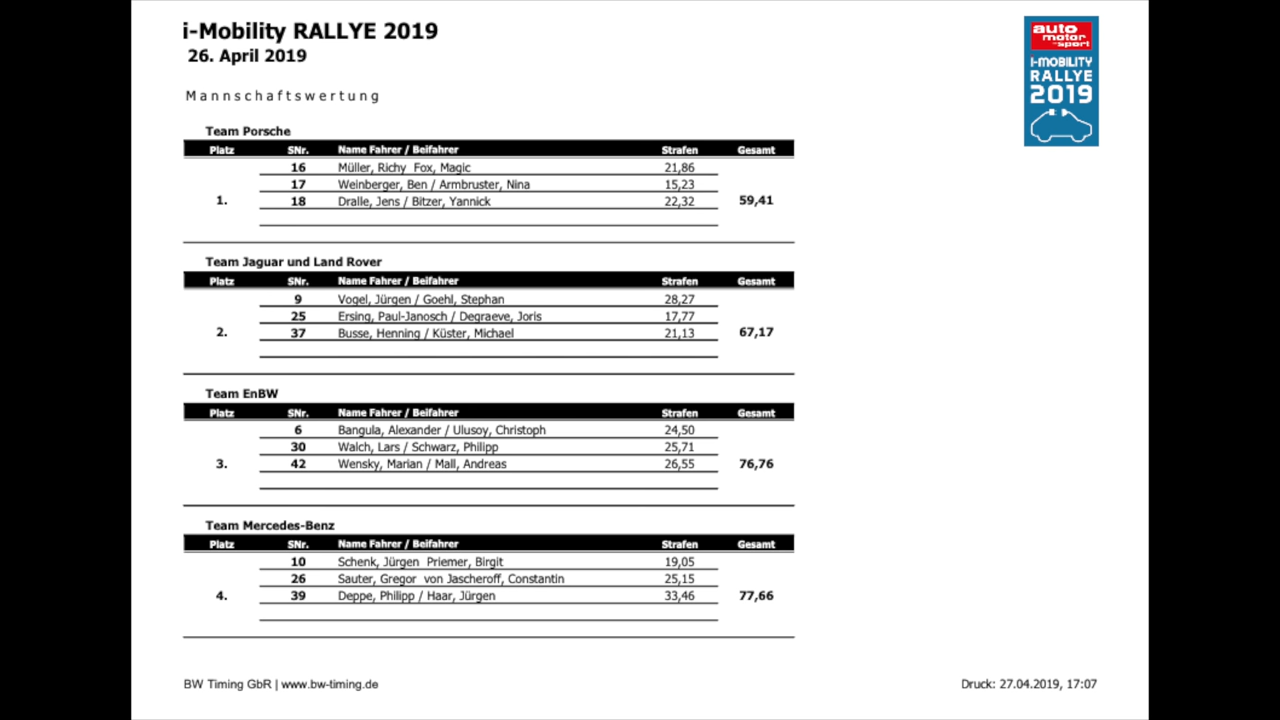 i-Mobility RALLYE 2019
26. April 2019
auto
motor
und sport
i-MOBILITY
RALLYE
2019
Mannschaftswertung
Team Porsche
Platz SNr. Name Fahrer / Beifahrer Strafen Gesamt
16 Müller, Richy Fox, Magic 21,86
17 Weinberger, Ben / Armbruster, Nina 15,23
1. 18 Dralle, Jens / Bitzer, Yannick 22,32 59,41
Team Jaguar und Land Rover
Platz SNr. Name Fahrer / Beifahrer Strafen Gesamt
9 Vogel, Jürgen / Goehl, Stephan 28,27
25 Ersing, Paul-Janosch / Degraeve, Joris 17,77
2. 37 Busse, Henning / Küster, Michael 21,13 67,17
Team EnBW
Platz SNr. Name Fahrer / Beifahrer Strafen Gesamt
6 Bangula, Alexander / Ulusoy, Christoph 24,50
30 Walch, Lars / Schwarz, Philipp 25,71
3. 42 Wensky, Marian / Mall, Andreas 26,55 76,76
Team Mercedes-Benz
Platz SNr. Name Fahrer / Beifahrer Strafen Gesamt
10 Schenk, Jürgen Priemer, Birgit 19,05
26 Sauter, Gregor von Jascheroff, Constantin 25,15
4. 39 Deppe, Philipp / Haar, Jürgen 33,46 77,66
BW Timing GbR | www.bw-timing.de Druck: 27.04.2019, 17:07